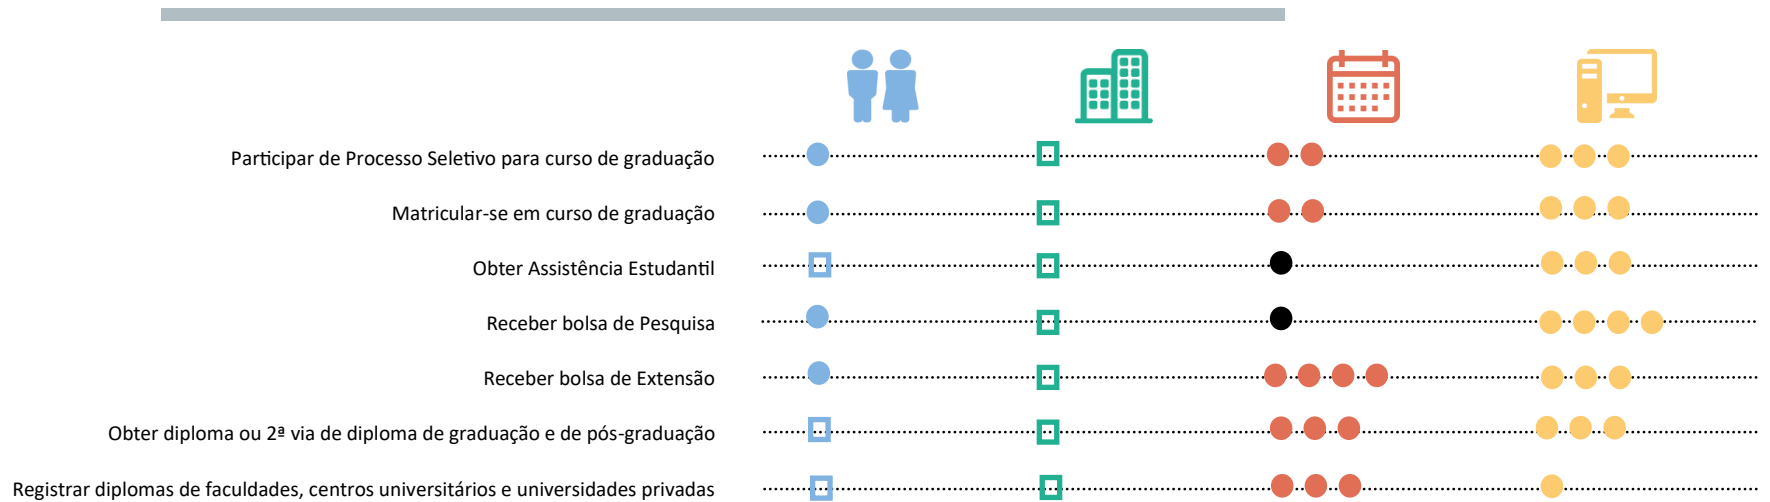 Participar de Processo Seletivo para curso de graduação
Matricular-se em curso de graduação
Obter Assistência Estudantil
Receber bolsa de Pesquisa
Receber bolsa de Extensão
Obter diploma ou 2ª via de diploma de graduação e de pós-graduação
Registrar diplomas de faculdades, centros universitários e universidades privadas